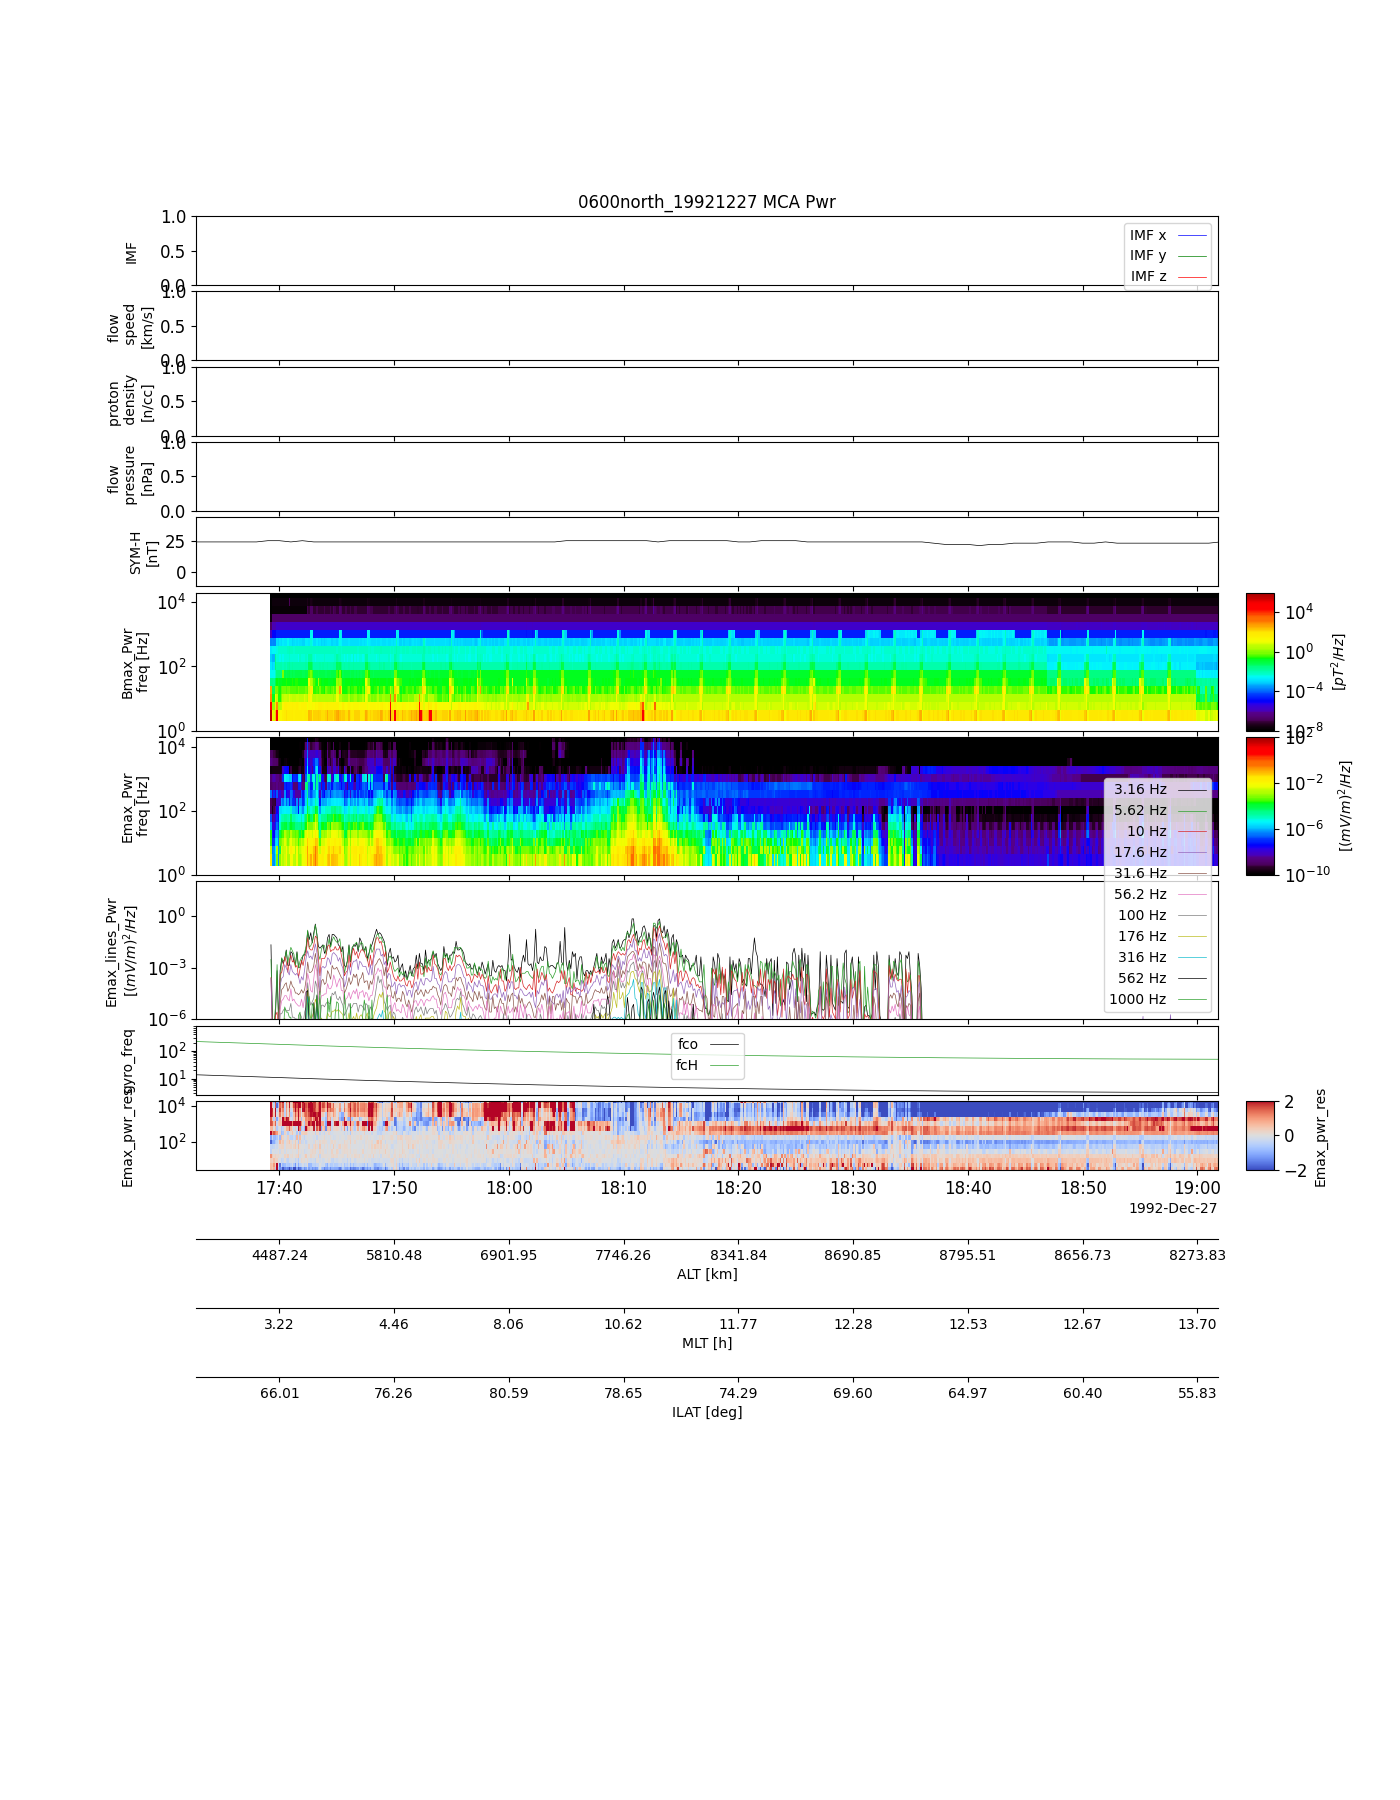 0600north_19921227 MCA Pwr
1.0
0.5
0.0
IMF
IMF x
IMF y
IMF z
1.0
0.5
0.0
flow
speed
[km/s]
1.0
0.5
0.0
proton
density
[n/cc]
1.0
0.5
0.0
flow
pressure
[nPa]
25
0
SYM-H
[nT]
10^4
10^2
10^0
Bmax_Pwr
freq [Hz]
10^4
10^0
10^-4
10^-8
[pT^2/Hz]
10^4
10^2
10^0
Emax_Pwr
freq [Hz]
10^2
10^-2
10^-6
10^-10
[(mV/m)^2/Hz]
3.16 Hz
5.62 Hz
10 Hz
17.6 Hz
31.6 Hz
56.2 Hz
100 Hz
176 Hz
316 Hz
562 Hz
1000 Hz
10^0
10^-3
10^-6
Emax_lines_Pwr
[(mV/m)^2/Hz]
10^2
10^1
gyro_freq
fco
fcH
10^4
10^2
Emax_pwr_res
2
0
−2
Emax_pwr_res
17:40 17:50 18:00 18:10 18:20 18:30 18:40 18:50 19:00
1992-Dec-27
4487.24 5810.48 6901.95 7746.26 8341.84 8690.85 8795.51 8656.73 8273.83
ALT [km]
3.22 4.46 8.06 10.62 11.77 12.28 12.53 12.67 13.70
MLT [h]
66.01 76.26 80.59 78.65 74.29 69.60 64.97 60.40 55.83
ILAT [deg]